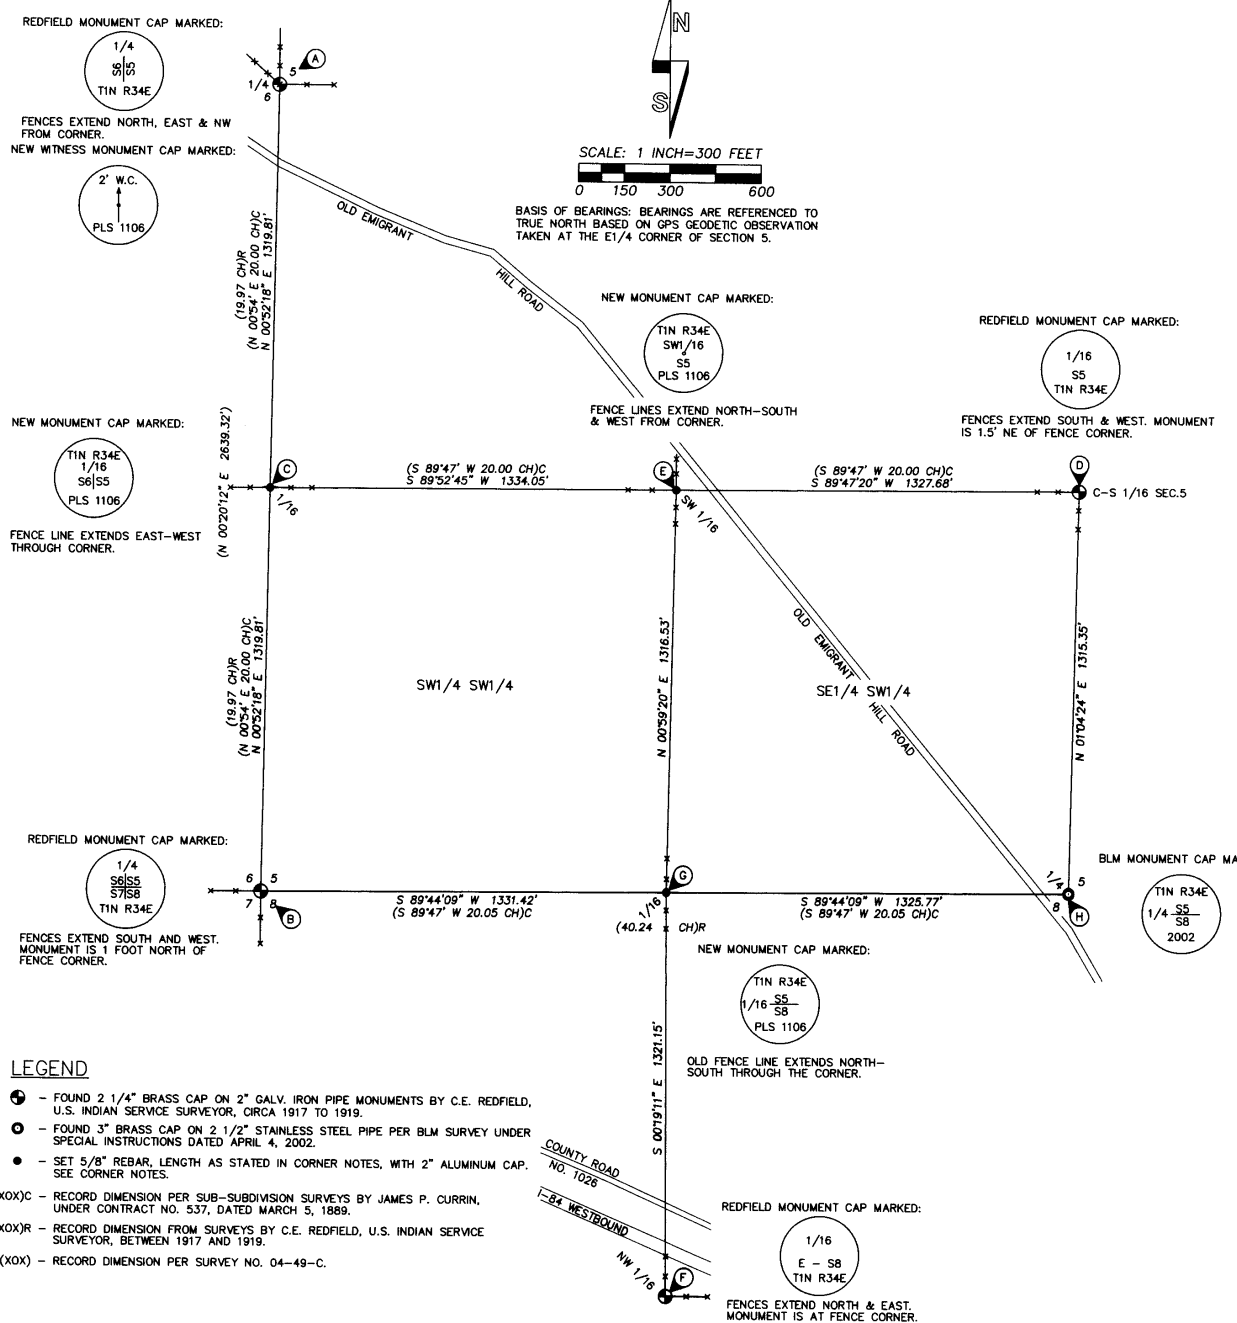 REDFIELD MONUMENT CAP MARKED:
1/4
S6|S5
T1N R34E
FENCES EXTEND NORTH, EAST & NW
FROM CORNER.
NEW WITNESS MONUMENT CAP MARKED:
2' W.C.
PLS 1106
A
5
1/4
6
N
S
SCALE: 1 INCH=300 FEET
0 150 300 600
BASIS OF BEARINGS: BEARINGS ARE REFERENCED TO
TRUE NORTH BASED ON GPS GEODETIC OBSERVATION
TAKEN AT THE E1/4 CORNER OF SECTION 5.
OLD EMIGRANT
HILL ROAD
(19.97 CH)R
(N 00°54' E 20.00 CH)C
N 00°52'18" E 1319.81'
NEW MONUMENT CAP MARKED:
T1N R34E
SW1/16
S5
PLS 1106
FENCE LINES EXTEND NORTH-SOUTH
& WEST FROM CORNER.
REDFIELD MONUMENT CAP MARKED:
1/16
S5
T1N R34E
FENCES EXTEND SOUTH & WEST. MONUMENT
IS 1.5' NE OF FENCE CORNER.
NEW MONUMENT CAP MARKED:
T1N R34E
1/16
S6|S5
PLS 1106
FENCE LINE EXTENDS EAST-WEST
THROUGH CORNER.
(N 00°20'12" E 2639.32')
C
1/16
(S 89°47' W 20.00 CH)C
S 89°52'45" W 1334.05'
E
SW 1/16
(S 89°47' W 20.00 CH)C
S 89°47'20" W 1327.68'
D
C-S 1/16 SEC.5
(19.97 CH)R
(N 00°54' E 20.00 CH)C
N 00°52'18" E 1319.81'
SW1/4 SW1/4
N 00°59'20" E 1316.53'
OLD EMIGRANT
SE1/4 SW1/4
HILL ROAD
N 01°04'24" E 1315.35'
REDFIELD MONUMENT CAP MARKED:
1/4
S6|S5
S7|S8
T1N R34E
FENCES EXTEND SOUTH AND WEST.
MONUMENT IS 1 FOOT NORTH OF
FENCE CORNER.
6 5
7 8
B
S 89°44'09" W 1331.42'
(S 89°47' W 20.05 CH)C
G
1/16
(40.24 CH)R
S 89°44'09" W 1325.77'
(S 89°47' W 20.05 CH)C
1/4 5
8
H
BLM MONUMENT CAP MA
T1N R34E
1/4 S5
S8
2002
NEW MONUMENT CAP MARKED:
T1N R34E
1/16 S5
S8
PLS 1106
OLD FENCE LINE EXTENDS NORTH-
SOUTH THROUGH THE CORNER.
S 00°19'11" E 1321.15'
LEGEND
- FOUND 2 1/4" BRASS CAP ON 2" GALV. IRON PIPE MONUMENTS BY C.E. REDFIELD,
U.S. INDIAN SERVICE SURVEYOR, CIRCA 1917 TO 1919.
- FOUND 3" BRASS CAP ON 2 1/2" STAINLESS STEEL PIPE PER BLM SURVEY UNDER
SPECIAL INSTRUCTIONS DATED APRIL 4, 2002.
- SET 5/8" REBAR, LENGTH AS STATED IN CORNER NOTES, WITH 2" ALUMINUM CAP.
SEE CORNER NOTES.
XOX)C - RECORD DIMENSION PER SUB-SUBDIVISION SURVEYS BY JAMES P. CURRIN,
UNDER CONTRACT NO. 537, DATED MARCH 5, 1889.
XOX)R - RECORD DIMENSION FROM SURVEYS BY C.E. REDFIELD, U.S. INDIAN SERVICE
SURVEYOR, BETWEEN 1917 AND 1919.
(XOX) - RECORD DIMENSION PER SURVEY NO. 04-49-C.
COUNTY ROAD
NO. 1026
I-84 WESTBOUND
NW 1/16
F
REDFIELD MONUMENT CAP MARKED:
1/16
E - S8
T1N R34E
FENCES EXTEND NORTH & EAST.
MONUMENT IS AT FENCE CORNER.